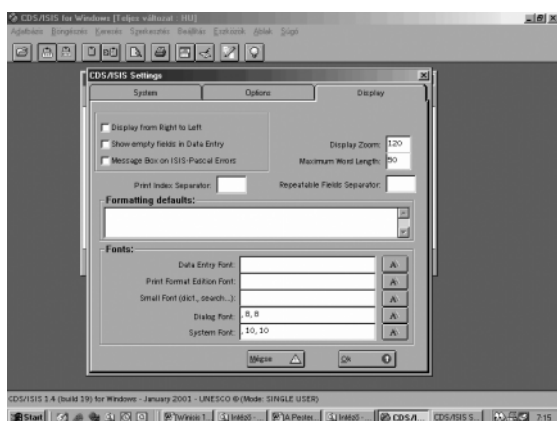 CDS/ISIS for Windows [Teljes változat - HU]
Adatbázis Böngészés Keresés Szerkesztés Beállítás Eszközök Ablak Súgó
CDS/ISIS Settings
System Options Display
Display from Right to Left
Show empty fields in Data Entry
Message Box on ISIS-Pascal Errors
Display Zoom: 120
Maximum Word Length: 50
Print Index Separator:
Repeatable Fields Separator:
Formatting defaults:
Fonts:
Data Entry Font:
Print Format Edition Font:
Small Font (dict., search...):
Dialog Font: , 8, 8
System Font: , 10, 10
Mégse Ok
CDS/ISIS 1.4 (build 19) for Windows - January 2001 - UNESCO © (Mode: SINGLE USER)
Start Winisis 1... Intéző -... A Pester... Intéző -... CDS/I... CDS/ISIS S... 7:15